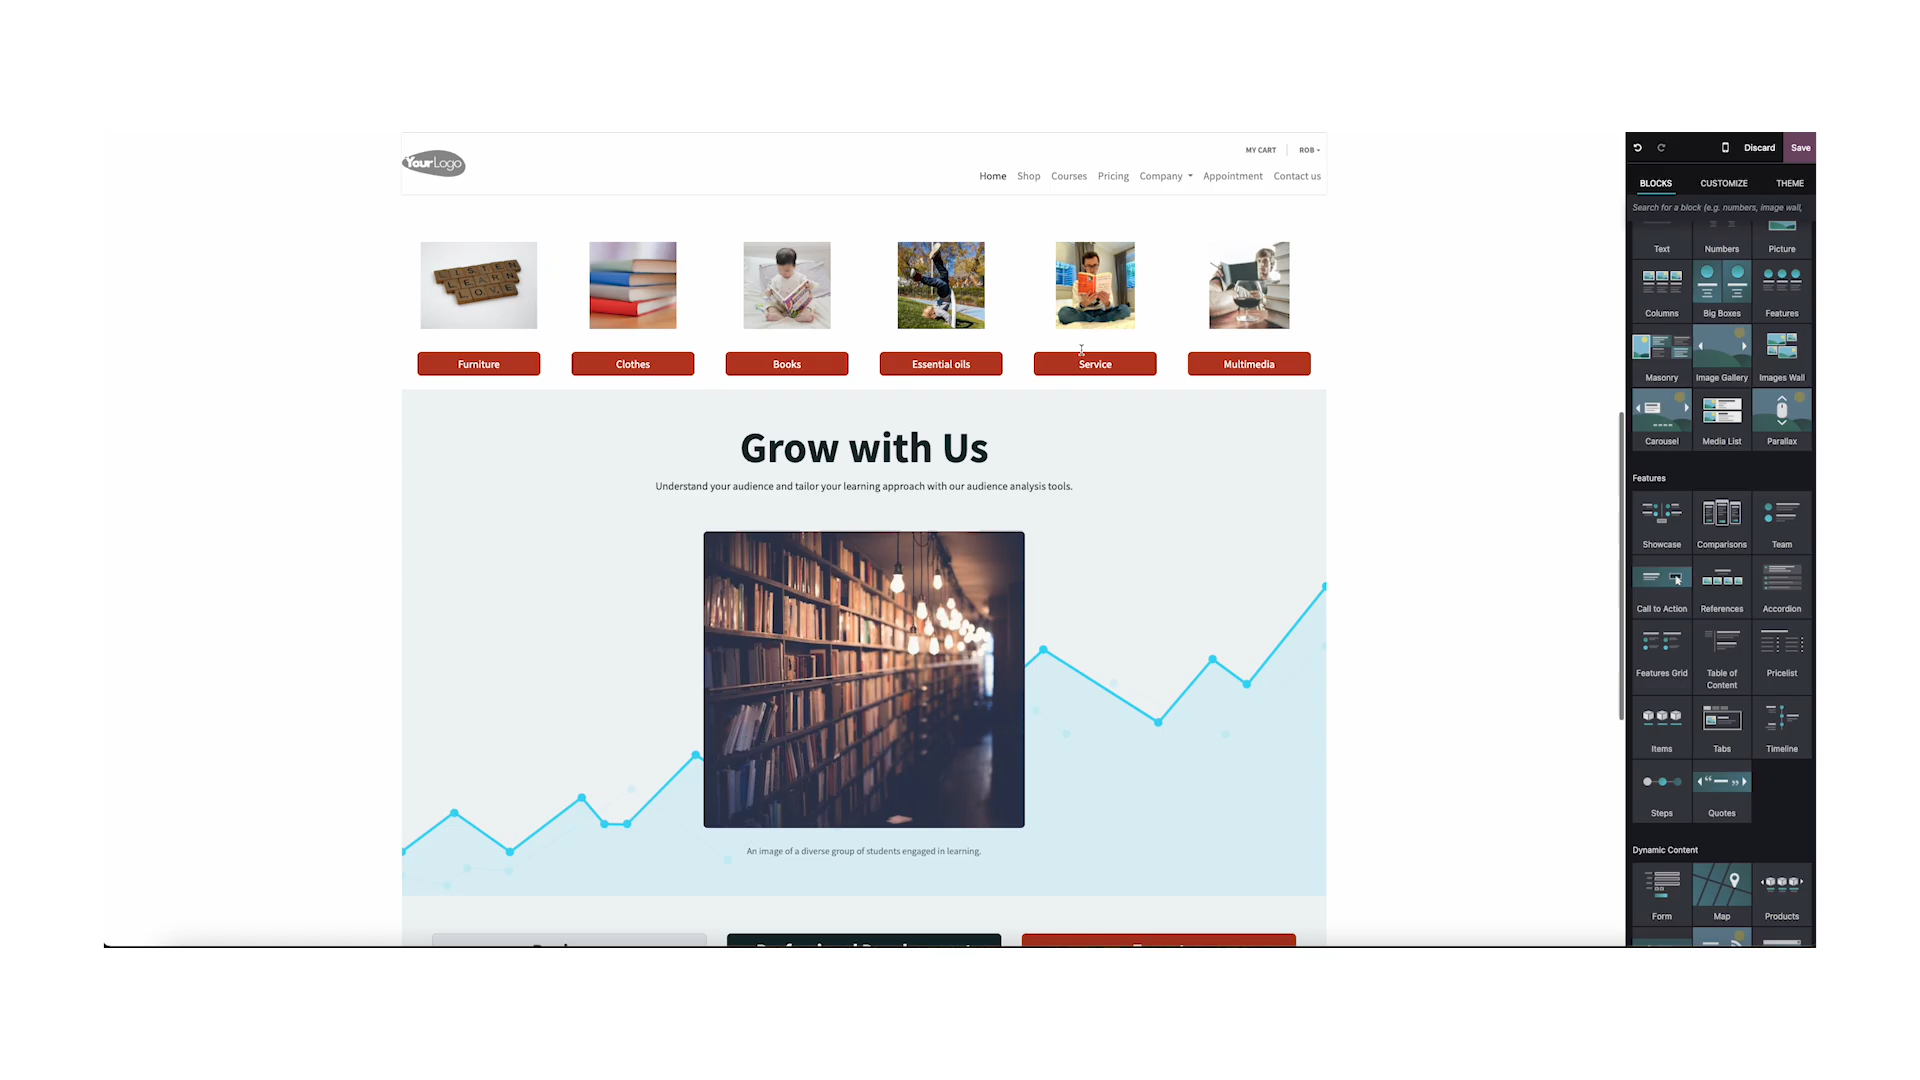 YourLogo
MY CART
ROB
Home Shop Courses Pricing Company Appointment Contact us
LISTEN
LEARN
LOVE
Furniture Clothes Books Essential oils Service Multimedia
Grow with Us
Understand your audience and tailor your learning approach with our audience analysis tools.
An image of a diverse group of students engaged in learning.
Discard Save
BLOCKS CUSTOMIZE THEME
Search for a block (e.g. numbers, image wall,
Text Numbers Picture
Columns Big Boxes Features
Masonry Image Gallery Images Wall
Carousel Media List Parallax
Features
Showcase Comparisons Team
Call to Action References Accordion
Features Grid Table of Content Pricelist
Items Tabs Timeline
Steps Quotes
Dynamic Content
Form Map Products